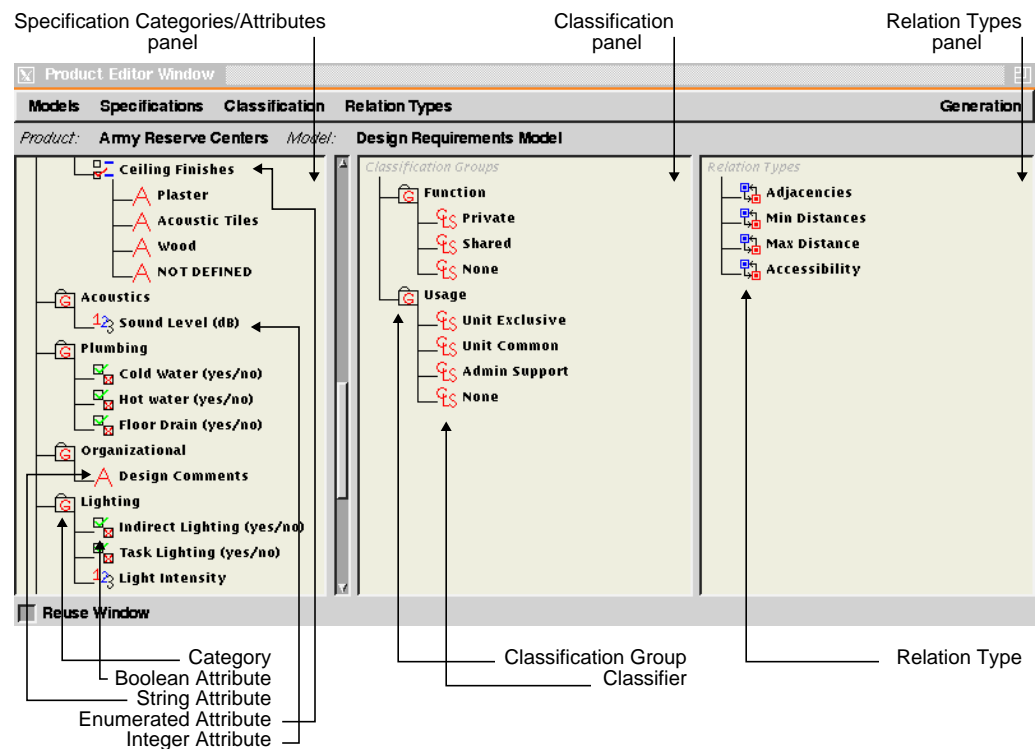 Specification Categories/Attributes
panel
Classification
panel
Relation Types
panel
Product Editor Window
Models Specifications Classification Relation Types Generation
Product: Army Reserve Centers Model: Design Requirements Model
Ceiling Finishes
Plaster
Acoustic Tiles
Wood
NOT DEFINED
Acoustics
Sound Level (dB)
Plumbing
Cold Water (yes/no)
Hot water (yes/no)
Floor Drain (yes/no)
Organizational
Design Comments
Lighting
Indirect Lighting (yes/no)
Task Lighting (yes/no)
Light Intensity
Classification Groups
Function
Private
Shared
None
Usage
Unit Exclusive
Unit Common
Admin Support
None
Relation Types
Adjacencies
Min Distances
Max Distance
Accessibility
Reuse Window
Category
Boolean Attribute
String Attribute
Enumerated Attribute
Integer Attribute
Classification Group
Classifier
Relation Type